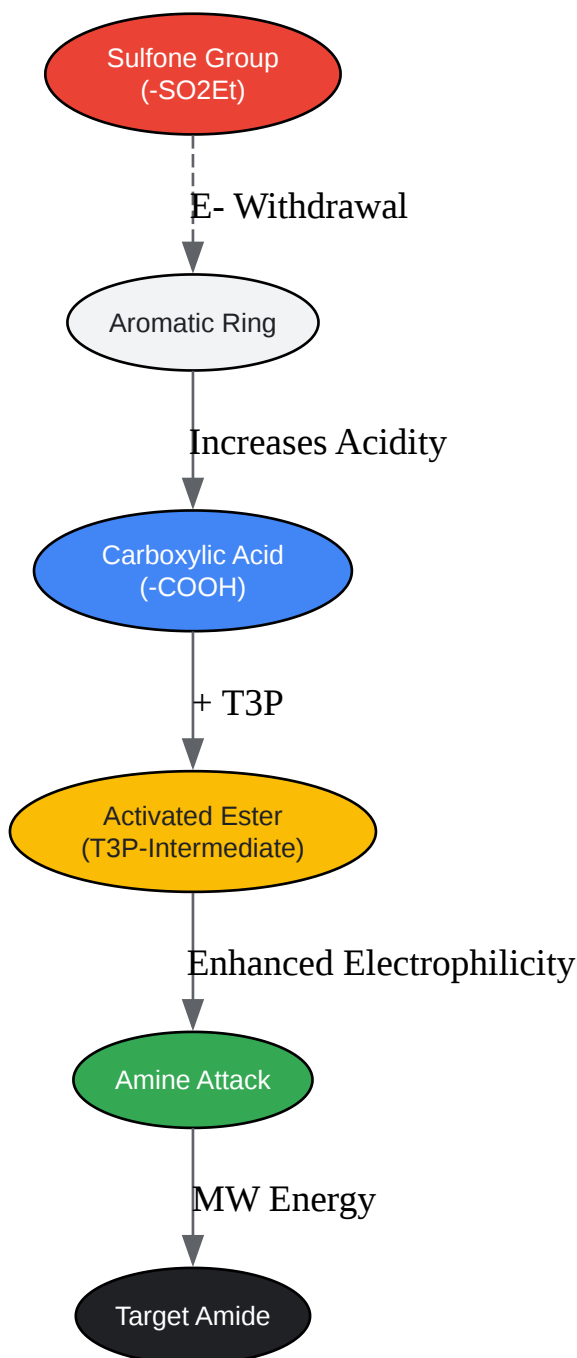 Sulfone Group
(-SO2Et)
E- Withdrawal
Aromatic Ring
Increases Acidity
Carboxylic Acid
(-COOH)
+ T3P
Activated Ester
(T3P-Intermediate)
Enhanced Electrophilicity
Amine Attack
MW Energy
Target Amide